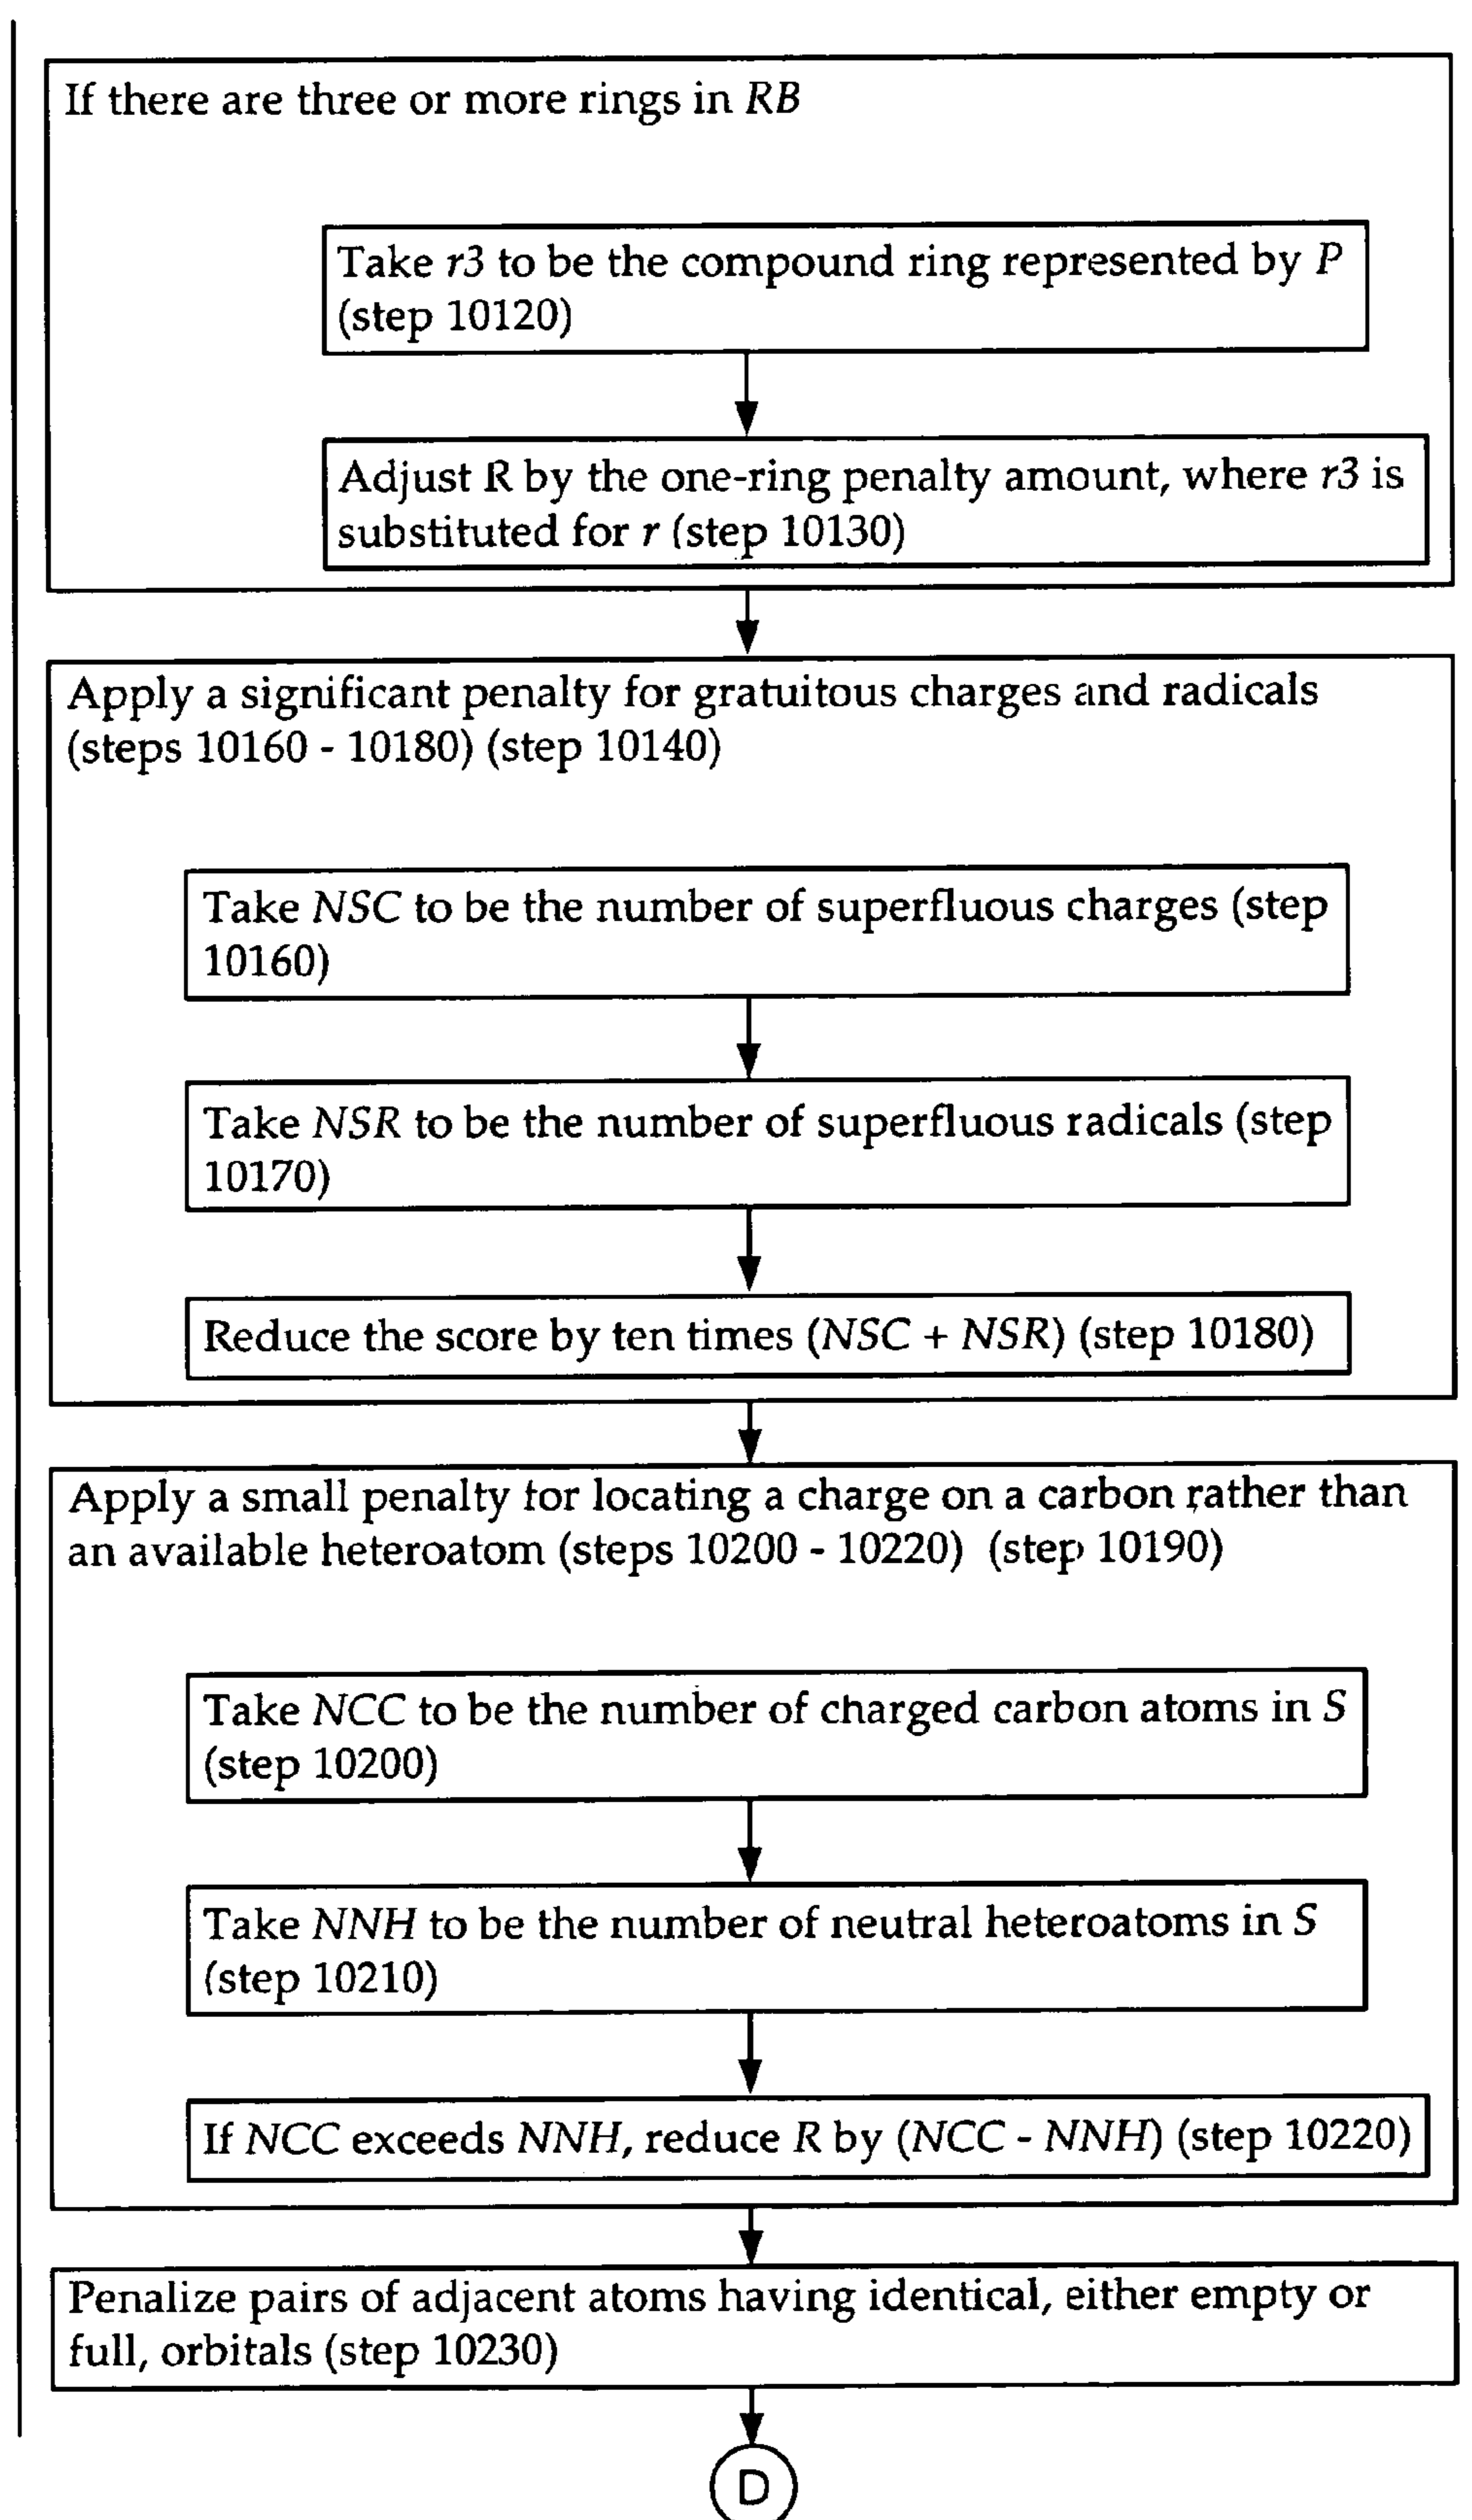 If there are three or more rings in RB
Take r3 to be the compound ring represented by P
(step 10120)
Adjust R by the one-ring penalty amount, where r3 is
substituted for r (step 10130)
Apply a significant penalty for gratuitous charges and radicals
(steps 10160 - 10180) (step 10140)
Take NSC to be the number of superfluous charges (step
10160)
Take NSR to be the number of superfluous radicals (step
10170)
Reduce the score by ten times (NSC + NSR) (step 10180)
Apply a small penalty for locating a charge on a carbon rather than
an available heteroatom (steps 10200 - 10220) (step 10190)
Take NCC to be the number of charged carbon atoms in S
(step 10200)
Take NNH to be the number of neutral heteroatoms in S
(step 10210)
If NCC exceeds NNH, reduce R by (NCC - NNH) (step 10220)
Penalize pairs of adjacent atoms having identical, either empty or
full, orbitals (step 10230)
D